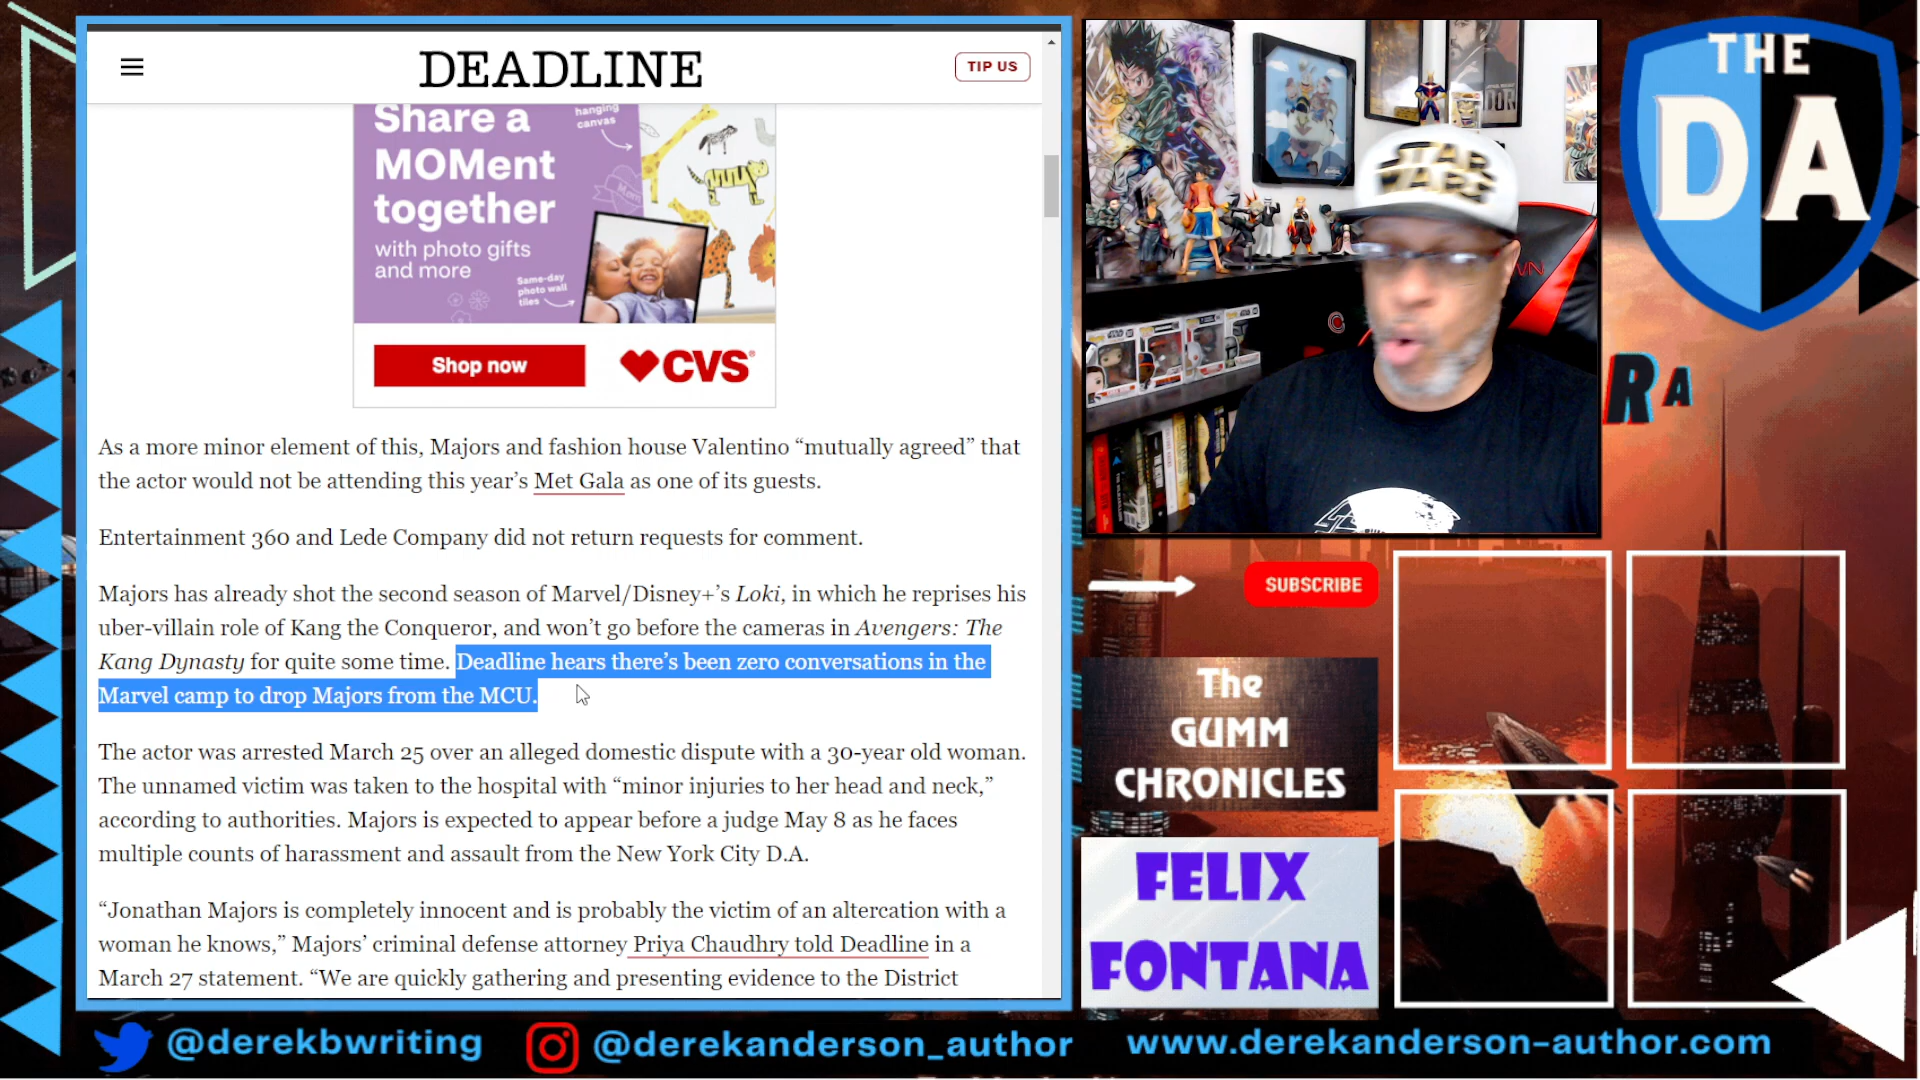 DEADLINE
TIP US
Share a
MOMent
together
with photo gifts
and more
hanging
canvas
Mom
Same-day
photo wall
tiles
Shop now
CVS
As a more minor element of this, Majors and fashion house Valentino “mutually agreed” that
the actor would not be attending this year’s Met Gala as one of its guests.
Entertainment 360 and Lede Company did not return requests for comment.
Majors has already shot the second season of Marvel/Disney+’s Loki, in which he reprises his
uber-villain role of Kang the Conqueror, and won’t go before the cameras in Avengers: The
Kang Dynasty for quite some time. Deadline hears there’s been zero conversations in the
Marvel camp to drop Majors from the MCU.
The actor was arrested March 25 over an alleged domestic dispute with a 30-year old woman.
The unnamed victim was taken to the hospital with “minor injuries to her head and neck,”
according to authorities. Majors is expected to appear before a judge May 8 as he faces
multiple counts of harassment and assault from the New York City D.A.
“Jonathan Majors is completely innocent and is probably the victim of an altercation with a
woman he knows,” Majors’ criminal defense attorney Priya Chaudhry told Deadline in a
March 27 statement. “We are quickly gathering and presenting evidence to the District
STAR
WARS
THE
DA
RA
SUBSCRIBE
The
GUMM
CHRONICLES
FELIX
FONTANA
@derekbwriting
@derekanderson_author
www.derekanderson-author.com